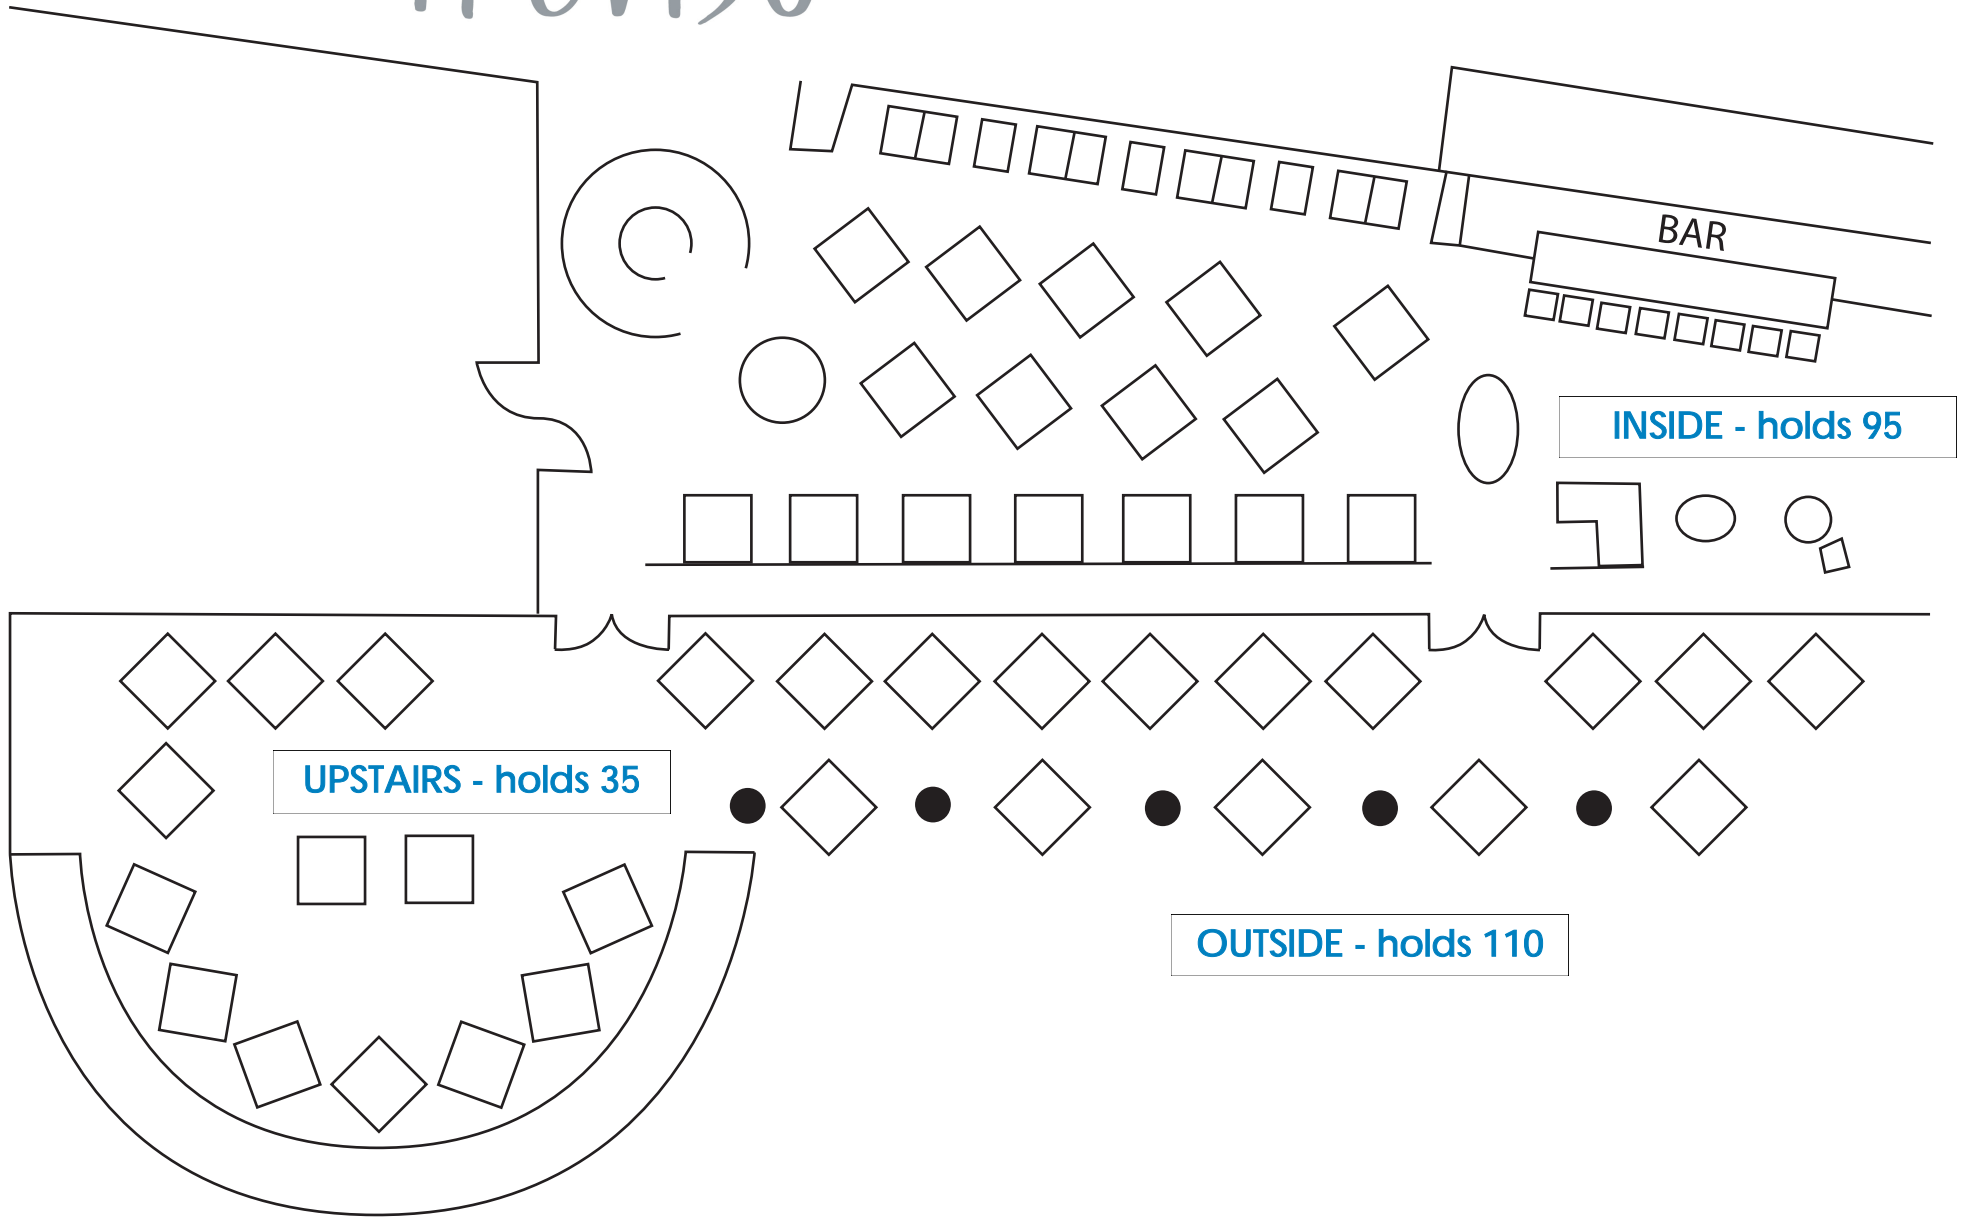 BAR
INSIDE - holds 95
UPSTAIRS - holds 35
OUTSIDE - holds 110